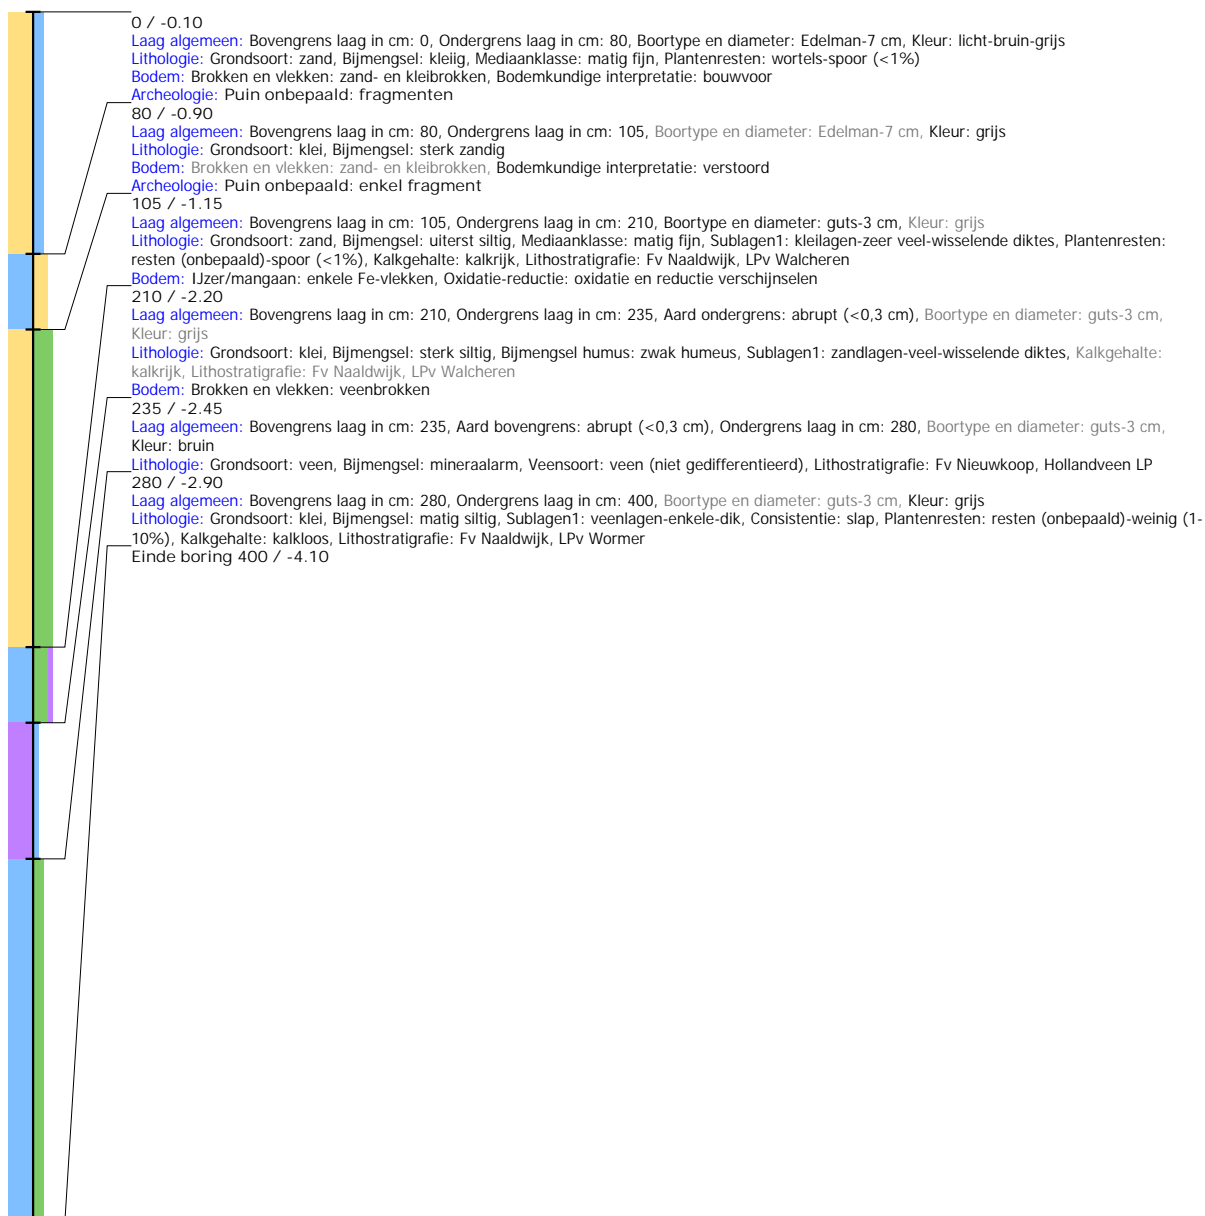 0 / -0.10
Laag algemeen: Bovengrens laag in cm: 0, Ondergrens laag in cm: 80, Boortype en diameter: Edelman-7 cm, Kleur: licht-bruin-grijs
Lithologie: Grondsoort: zand, Bijmengsel: kleiig, Mediaanklasse: matig fijn, Plantenresten: wortels-spoor (<1%)
Bodem: Brokken en vlekken: zand- en kleibrokken, Bodemkundige interpretatie: bouwvoor
Archeologie: Puin onbepaald: fragmenten
80 / -0.90
Laag algemeen: Bovengrens laag in cm: 80, Ondergrens laag in cm: 105, Boortype en diameter: Edelman-7 cm, Kleur: grijs
Lithologie: Grondsoort: klei, Bijmengsel: sterk zandig
Bodem: Brokken en vlekken: zand- en kleibrokken, Bodemkundige interpretatie: verstoord
Archeologie: Puin onbepaald: enkel fragment
105 / -1.15
Laag algemeen: Bovengrens laag in cm: 105, Ondergrens laag in cm: 210, Boortype en diameter: guts-3 cm, Kleur: grijs
Lithologie: Grondsoort: zand, Bijmengsel: uiterst siltig, Mediaanklasse: matig fijn, Sublagen1: kleilagen-zeer veel-wisselende diktes, Plantenresten:
resten (onbepaald)-spoor (<1%), Kalkgehalte: kalkrijk, Lithostratigrafie: Fv Naaldwijk, LPv Walcheren
Bodem: IJzer/mangaan: enkele Fe-vlekken, Oxidatie-reductie: oxidatie en reductie verschijnselen
210 / -2.20
Laag algemeen: Bovengrens laag in cm: 210, Ondergrens laag in cm: 235, Aard ondergrens: abrupt (<0,3 cm), Boortype en diameter: guts-3 cm,
Kleur: grijs
Lithologie: Grondsoort: klei, Bijmengsel: sterk siltig, Bijmengsel humus: zwak humeus, Sublagen1: zandlagen-veel-wisselende diktes, Kalkgehalte:
kalkrijk, Lithostratigrafie: Fv Naaldwijk, LPv Walcheren
Bodem: Brokken en vlekken: veenbrokken
235 / -2.45
Laag algemeen: Bovengrens laag in cm: 235, Aard bovengrens: abrupt (<0,3 cm), Ondergrens laag in cm: 280, Boortype en diameter: guts-3 cm,
Kleur: bruin
Lithologie: Grondsoort: veen, Bijmengsel: mineraalarm, Veensoort: veen (niet gedifferentieerd), Lithostratigrafie: Fv Nieuwkoop, Hollandveen LP
280 / -2.90
Laag algemeen: Bovengrens laag in cm: 280, Ondergrens laag in cm: 400, Boortype en diameter: guts-3 cm, Kleur: grijs
Lithologie: Grondsoort: klei, Bijmengsel: matig siltig, Sublagen1: veenlagen-enkele-dik, Consistentie: slap, Plantenresten: resten (onbepaald)-weinig (1-
10%), Kalkgehalte: kalkloos, Lithostratigrafie: Fv Naaldwijk, LPv Wormer
Einde boring 400 / -4.10